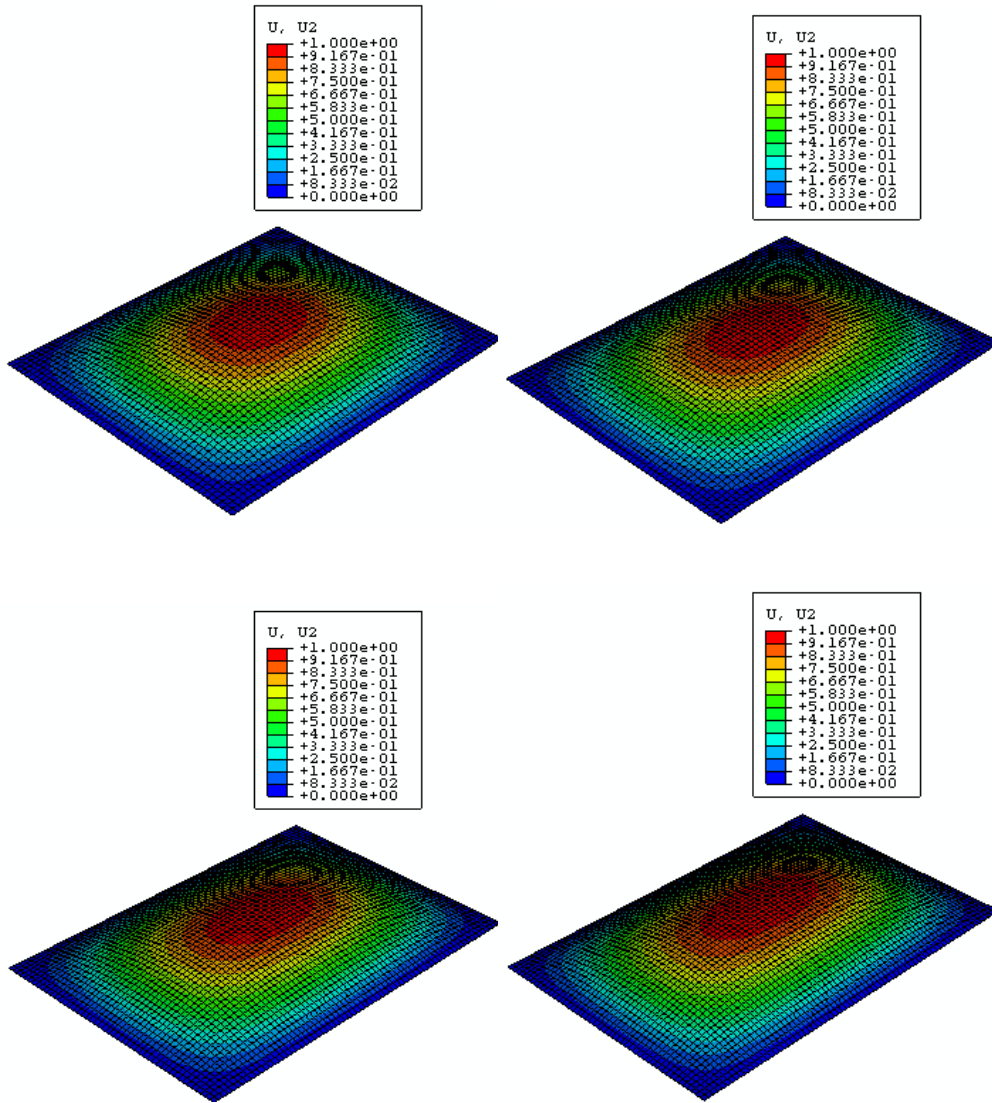 U, U2
+1.000e+00
+9.167e-01
+8.333e-01
+7.500e-01
+6.667e-01
+5.833e-01
+5.000e-01
+4.167e-01
+3.333e-01
+2.500e-01
+1.667e-01
+8.333e-02
+0.000e+00
U, U2
+1.000e+00
+9.167e-01
+8.333e-01
+7.500e-01
+6.667e-01
+5.833e-01
+5.000e-01
+4.167e-01
+3.333e-01
+2.500e-01
+1.667e-01
+8.333e-02
+0.000e+00
U, U2
+1.000e+00
+9.167e-01
+8.333e-01
+7.500e-01
+6.667e-01
+5.833e-01
+5.000e-01
+4.167e-01
+3.333e-01
+2.500e-01
+1.667e-01
+8.333e-02
+0.000e+00
U, U2
+1.000e+00
+9.167e-01
+8.333e-01
+7.500e-01
+6.667e-01
+5.833e-01
+5.000e-01
+4.167e-01
+3.333e-01
+2.500e-01
+1.667e-01
+8.333e-02
+0.000e+00